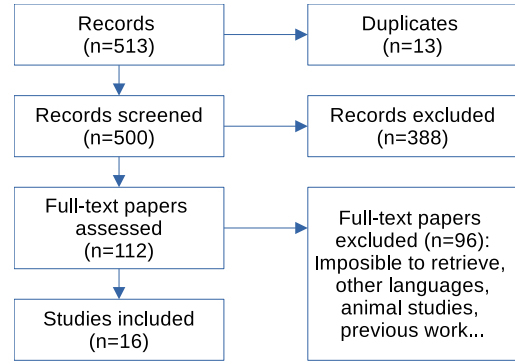 Records
(n=513)
Duplicates
(n=13)
Records screened
(n=500)
Records excluded
(n=388)
Full-text papers
assessed
(n=112)
Full-text papers
excluded (n=96):
Imposible to retrieve,
other languages,
animal studies,
previous work...
Studies included
(n=16)